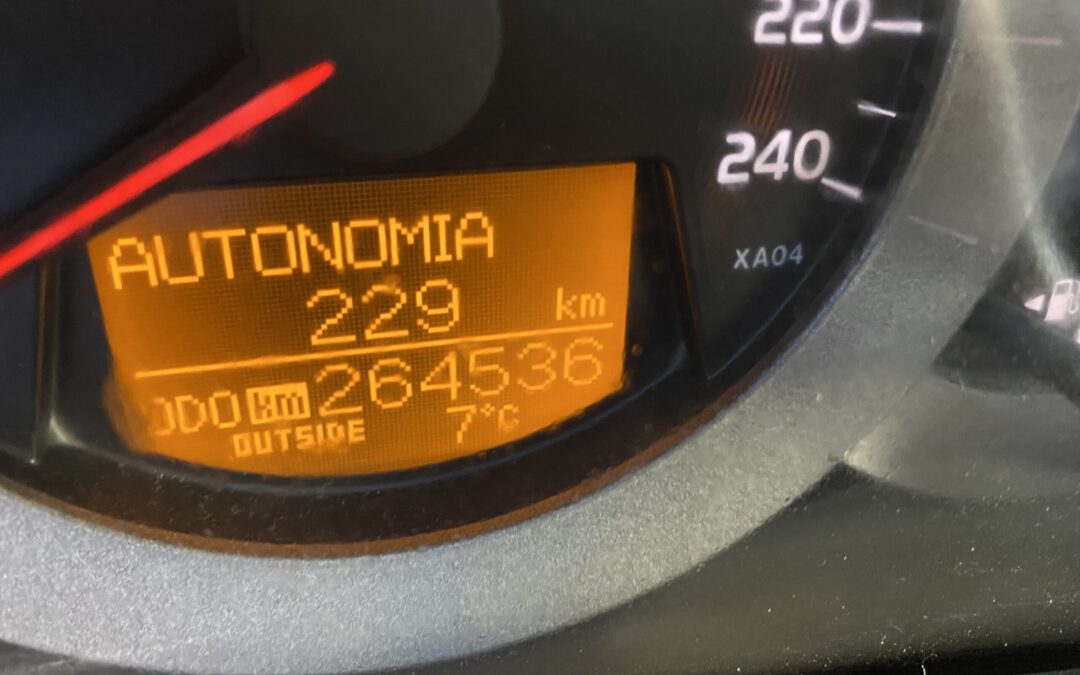 220
240
XA04
AUTONOMIA
229 km
ODO km 264536
OUTSIDE 7°C